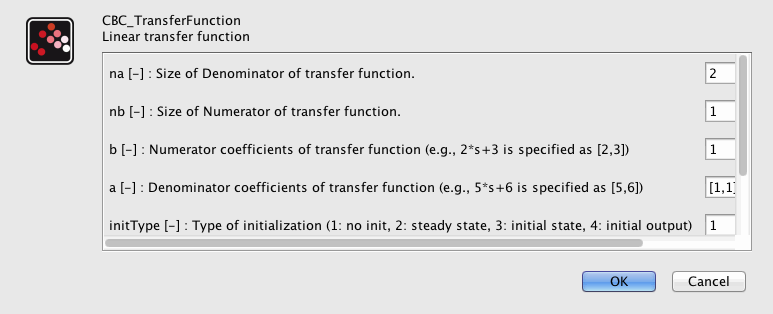 CBC_TransferFunction
Linear transfer function
na [-] : Size of Denominator of transfer function. 2
nb [-] : Size of Numerator of transfer function. 1
b [-] : Numerator coefficients of transfer function (e.g., 2*s+3 is specified as [2,3]) 1
a [-] : Denominator coefficients of transfer function (e.g., 5*s+6 is specified as [5,6]) [1,1]
initType [-] : Type of initialization (1: no init, 2: steady state, 3: initial state, 4: initial output) 1
OK Cancel